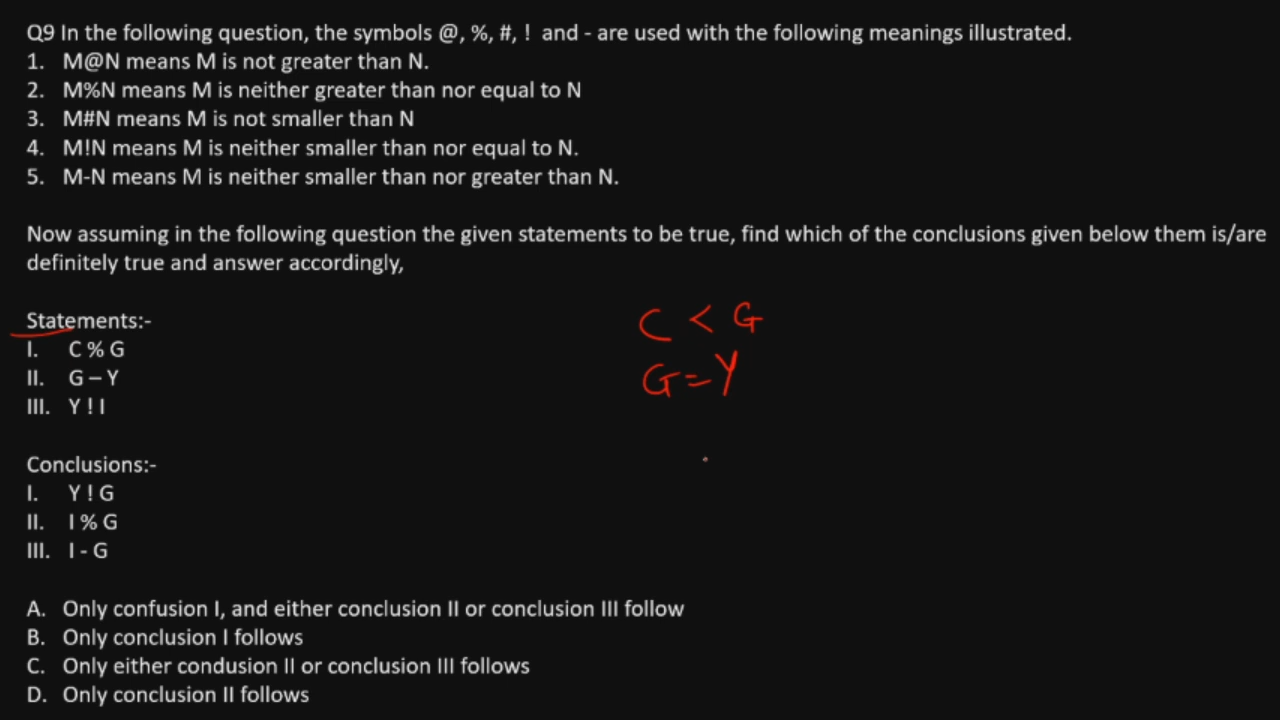 Q9 In the following question, the symbols @, %, #, ! and - are used with the following meanings illustrated.
1. M@N means M is not greater than N.
2. M%N means M is neither greater than nor equal to N
3. M#N means M is not smaller than N
4. M!N means M is neither smaller than nor equal to N.
5. M-N means M is neither smaller than nor greater than N.
Now assuming in the following question the given statements to be true, find which of the conclusions given below them is/are
definitely true and answer accordingly,
Statements:-
I. C % G
II. G – Y
III. Y ! I
C < G
G = Y
Conclusions:-
I. Y ! G
II. I % G
III. I - G
A. Only confusion I, and either conclusion II or conclusion III follow
B. Only conclusion I follows
C. Only either condusion II or conclusion III follows
D. Only conclusion II follows